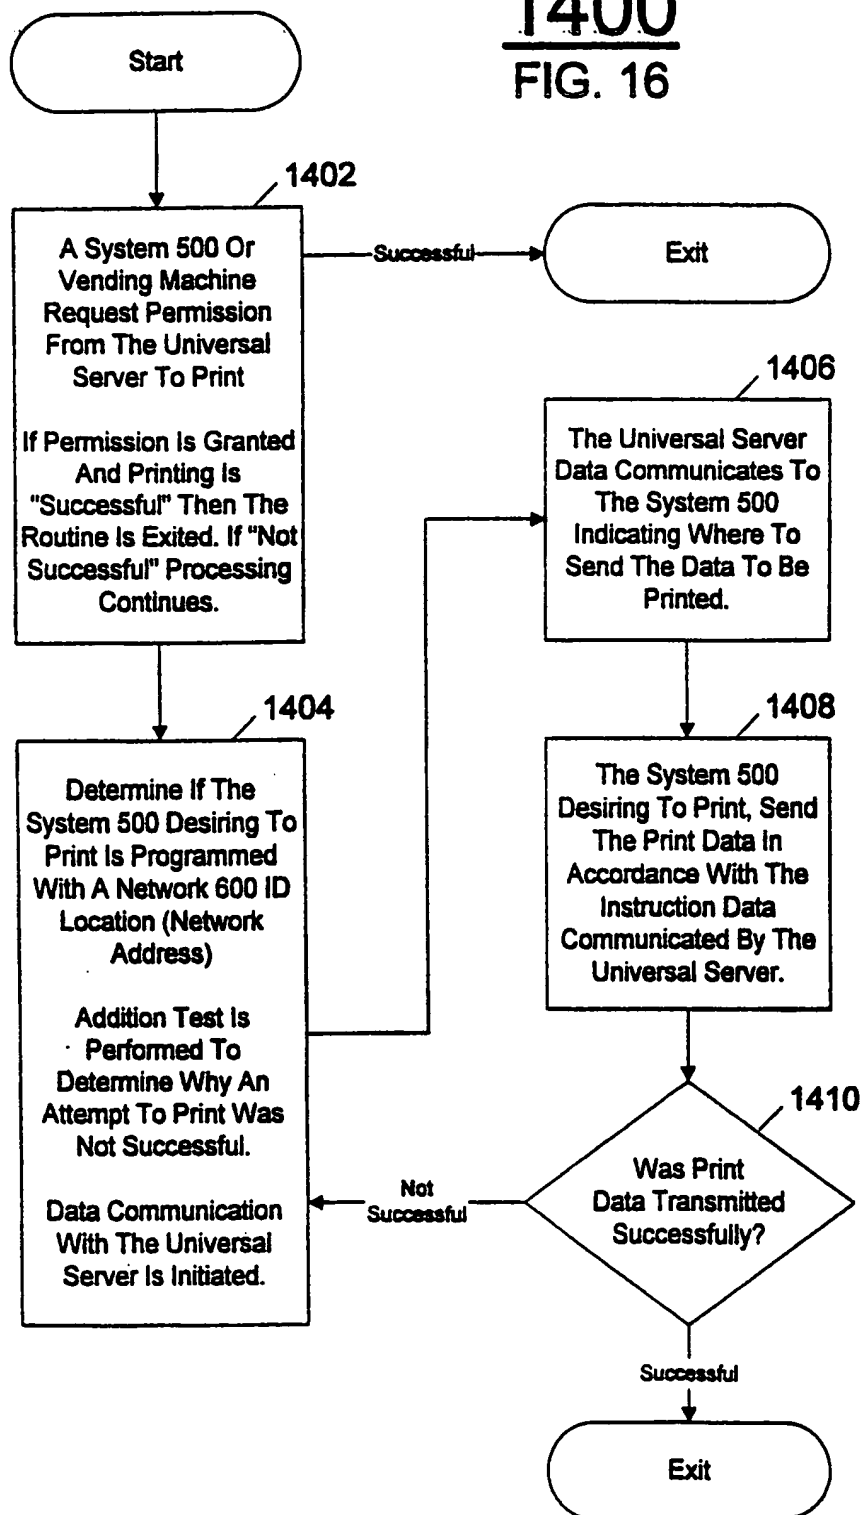 1400
FIG. 16
Start
1402
A System 500 Or
Vending Machine
Request Permission
From The Universal
Server To Print
If Permission Is Granted
And Printing Is
"Successful" Then The
Routine Is Exited. If "Not
Successful" Processing
Continues.
Successful
Exit
1404
Determine If The
System 500 Desiring To
Print Is Programmed
With A Network 600 ID
Location (Network
Address)
Addition Test Is
Performed To
Determine Why An
Attempt To Print Was
Not Successful.
Data Communication
With The Universal
Server Is Initiated.
1406
The Universal Server
Data Communicates To
The System 500
Indicating Where To
Send The Data To Be
Printed.
1408
The System 500
Desiring To Print, Send
The Print Data In
Accordance With The
Instruction Data
Communicated By The
Universal Server.
1410
Was Print
Data Transmitted
Successfully?
Not
Successful
Successful
Exit